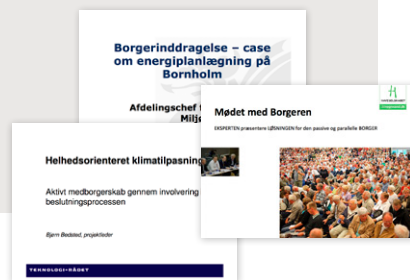 Borgerinddragelse – case
om energiplanlægning på
Bornholm
Afdelingschef
Miljø
Mødet med Borgeren
EKSPERTEN præsentere LØSNINGEN for den passive og parallelle BORGER
Helhedsorienteret klimatilpasning
Aktivt medborgerskab gennem involvering
beslutningsprocessen
Bjørn Bedsted, projektleder
TEKNOLOGI-RÅDET